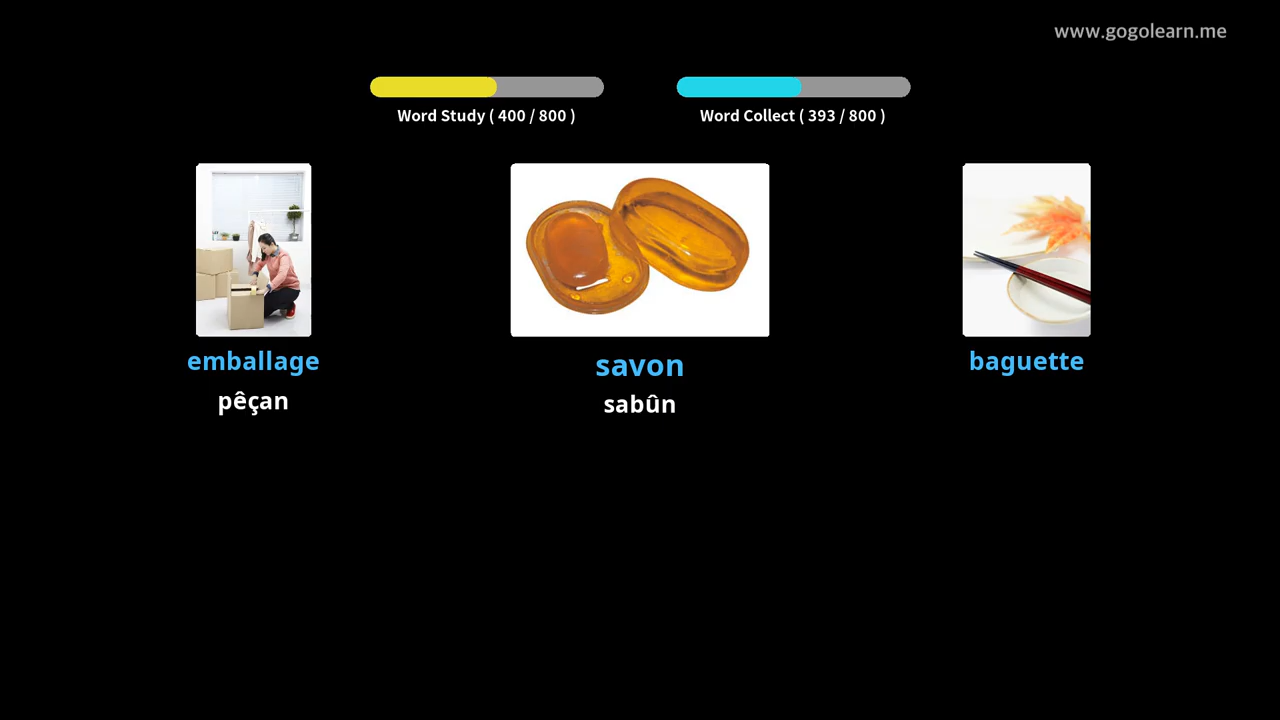 www.gogolearn.me
Word Study ( 400 / 800 )
Word Collect ( 393 / 800 )
emballage
pêçan
savon
sabûn
baguette